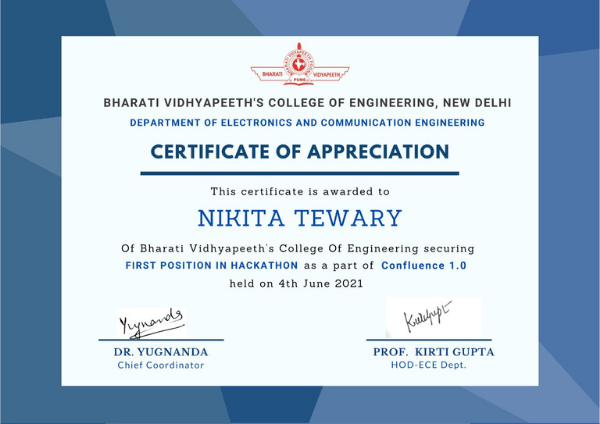 BHARATI VIDYAPEETH
PUNE
BHARATI VIDHYAPEETH'S COLLEGE OF ENGINEERING, NEW DELHI
DEPARTMENT OF ELECTRONICS AND COMMUNICATION ENGINEERING
CERTIFICATE OF APPRECIATION
This certificate is awarded to
NIKITA TEWARY
Of Bharati Vidhyapeeth's College Of Engineering securing
FIRST POSITION IN HACKATHON as a part of Confluence 1.0
held on 4th June 2021
Yugnanda
DR. YUGNANDA
Chief Coordinator
PROF. KIRTI GUPTA
HOD-ECE Dept.